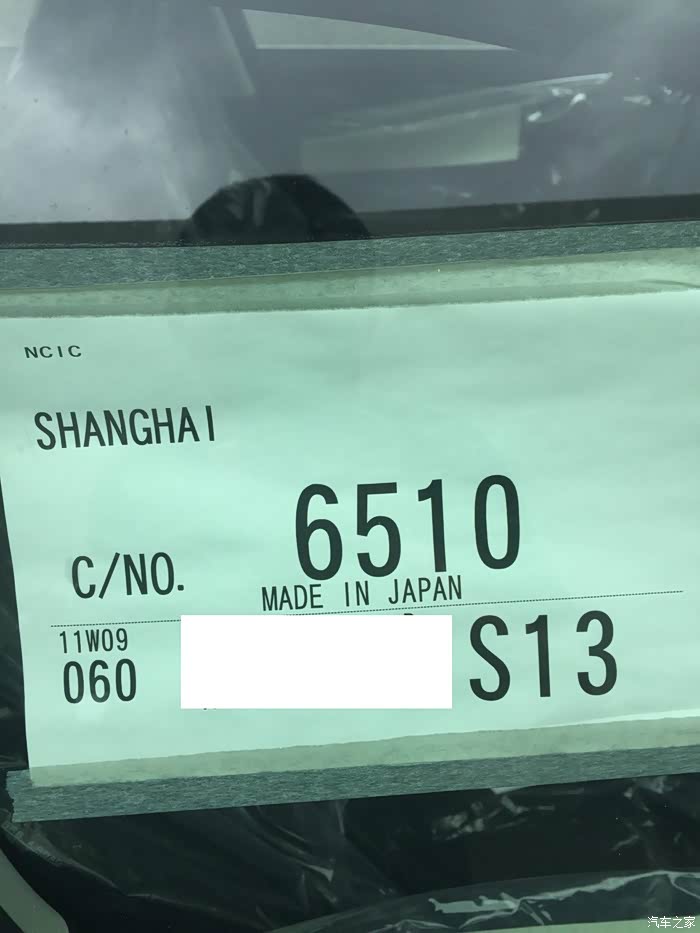 NCIC
SHANGHAI
C/NO. 6510
MADE IN JAPAN
11W09
060 S13
汽车之家